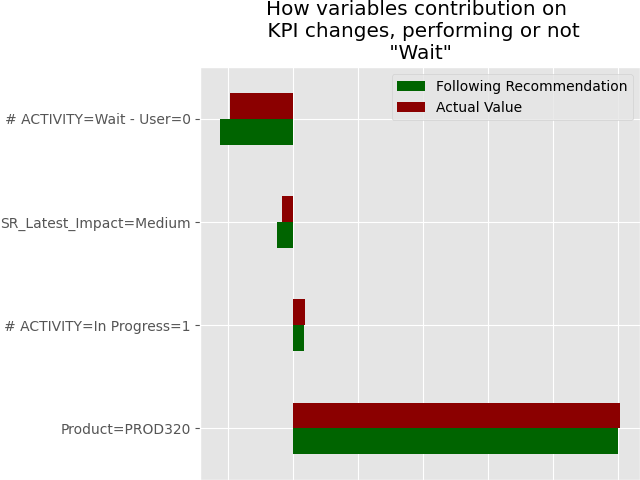 How variables contribution on
KPI changes, performing or not
"Wait"
Following Recommendation
Actual Value
# ACTIVITY=Wait - User=0
SR_Latest_Impact=Medium
# ACTIVITY=In Progress=1
Product=PROD320